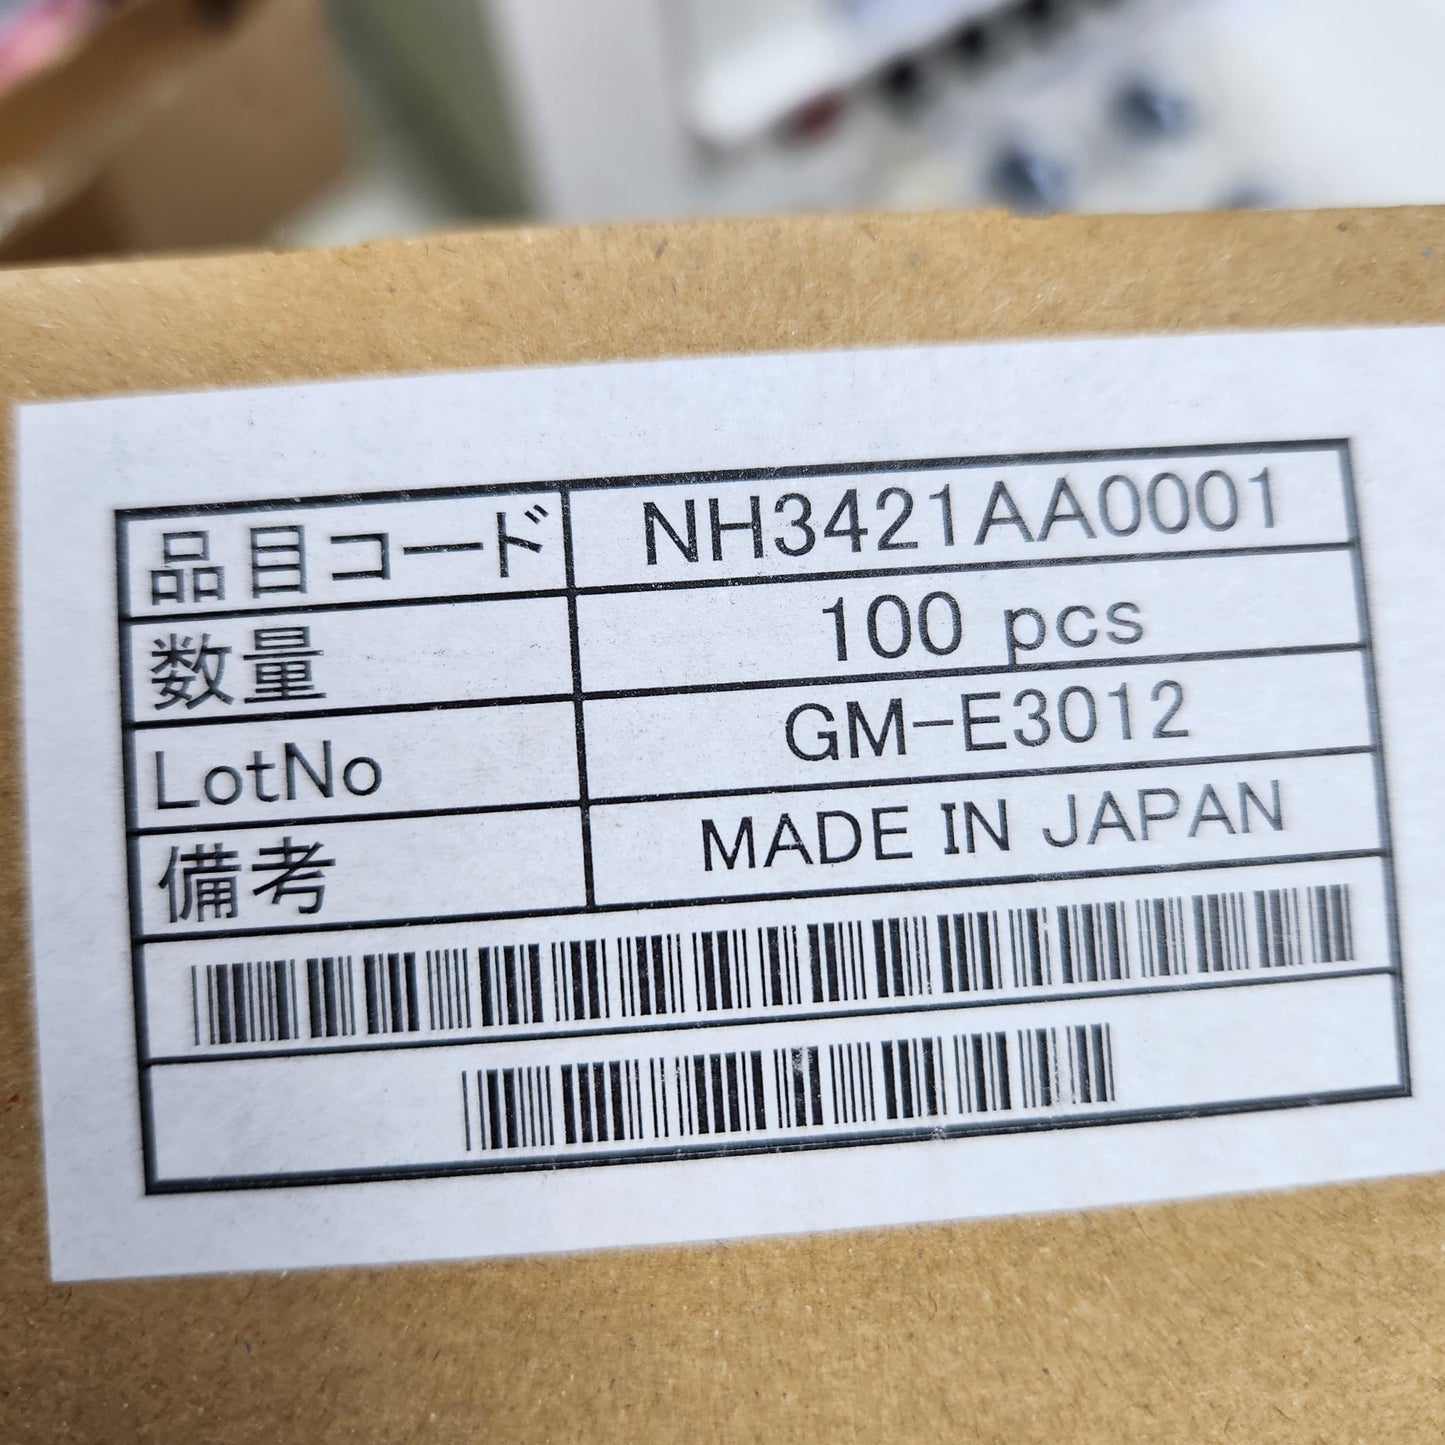 品目コード NH3421AA0001
数量 100 pcs
LotNo GM-E3012
備考 MADE IN JAPAN